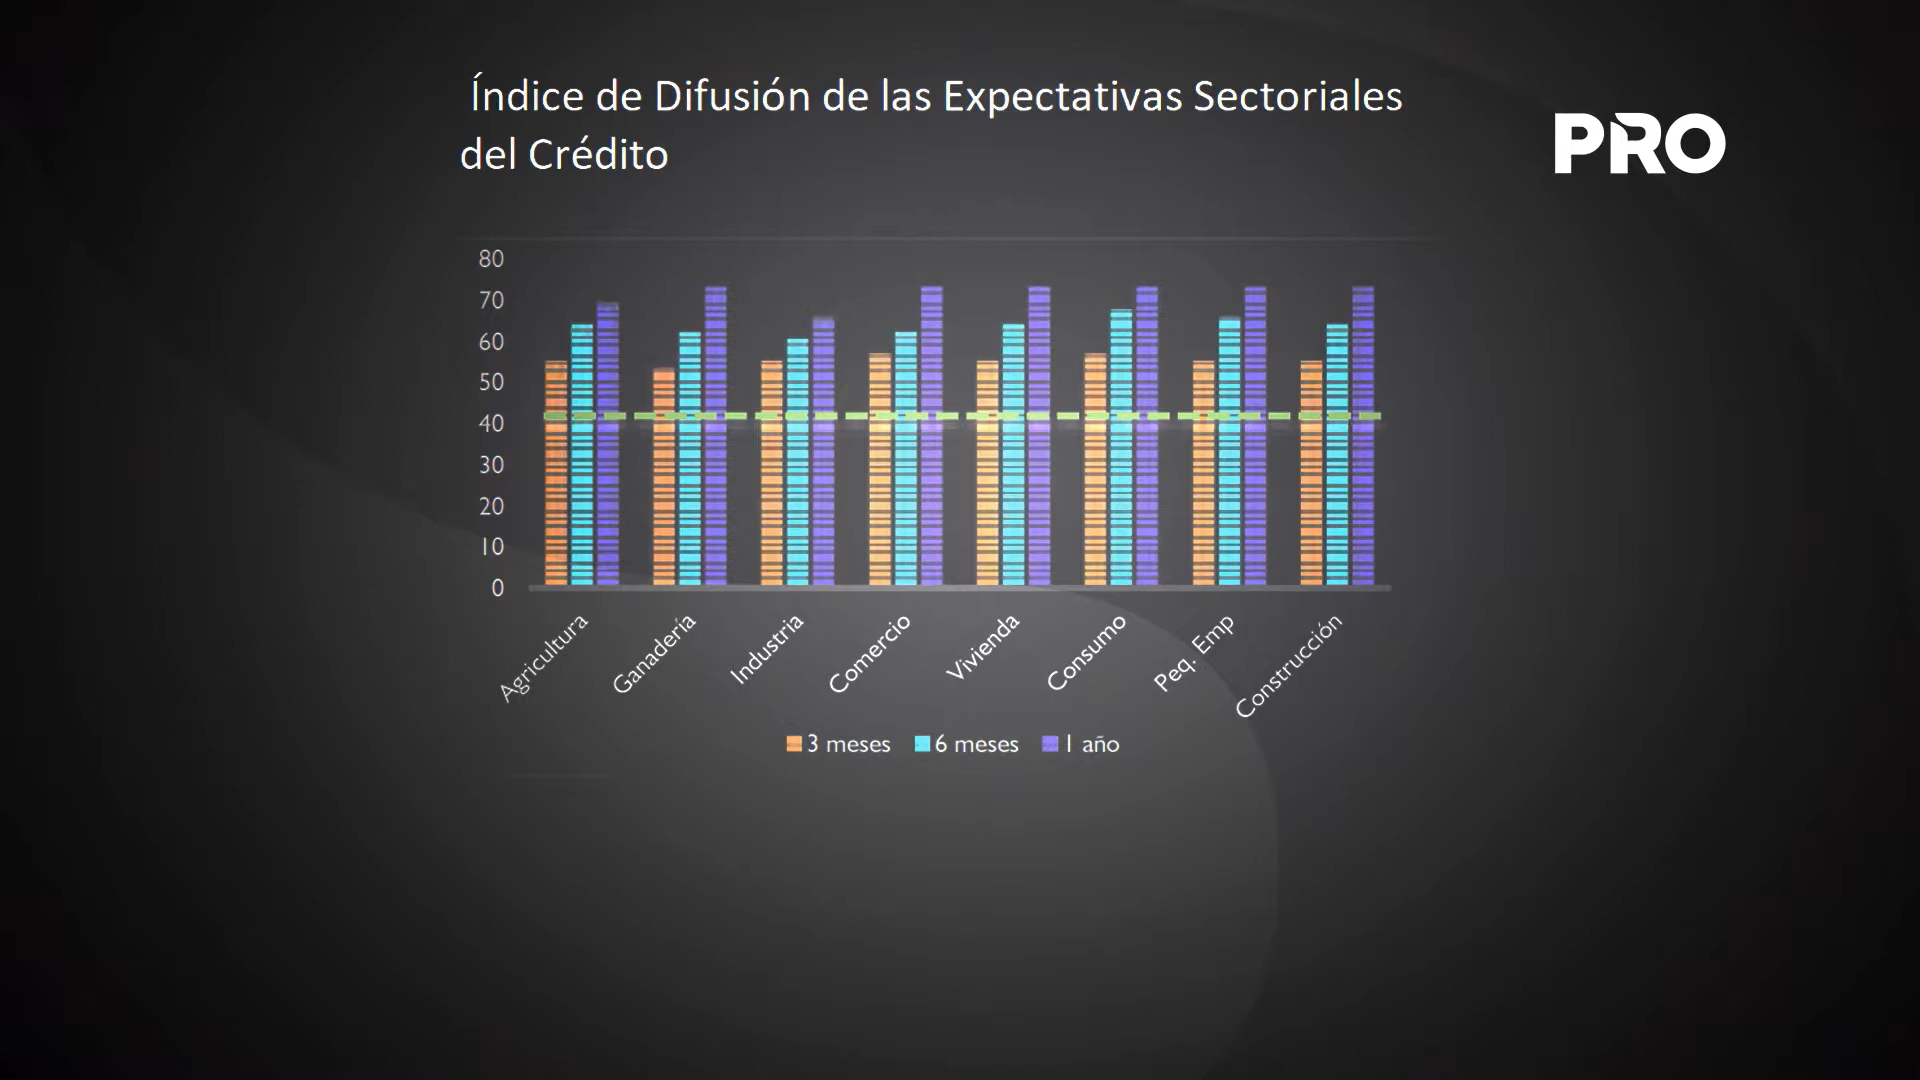 Índice de Difusión de las Expectativas Sectoriales
del Crédito
PRO
80
70
60
50
40
30
20
10
0
Agricultura
Ganadería
Industria
Comercio
Vivienda
Consumo
Peq. Emp
Construcción
3 meses 6 meses 1 año